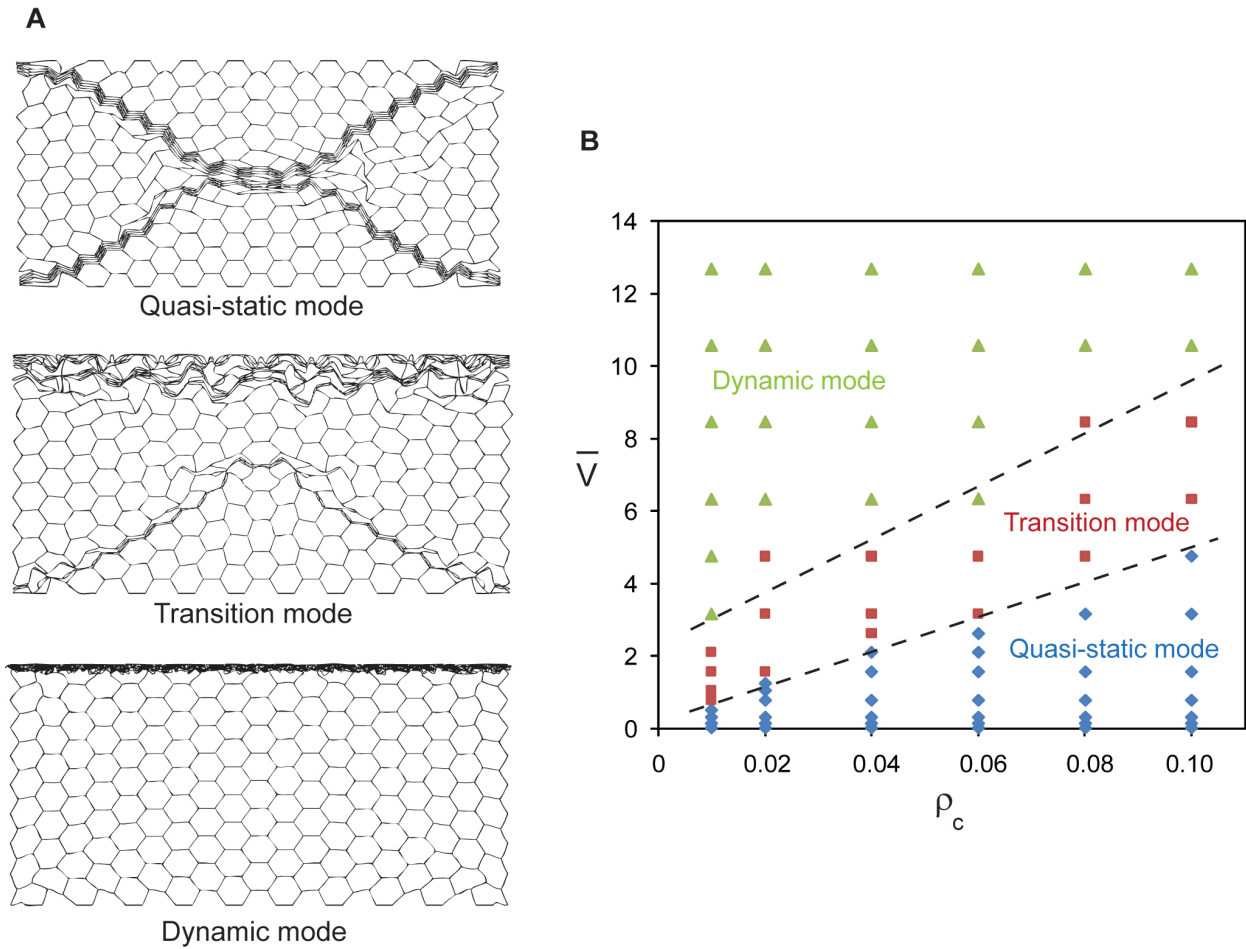 A
Quasi-static mode
Transition mode
Dynamic mode
B
14
12
10
8
6
4
2
0
V̅
Dynamic mode
Transition mode
Quasi-static mode
0 0.02 0.04 0.06 0.08 0.10
ρc